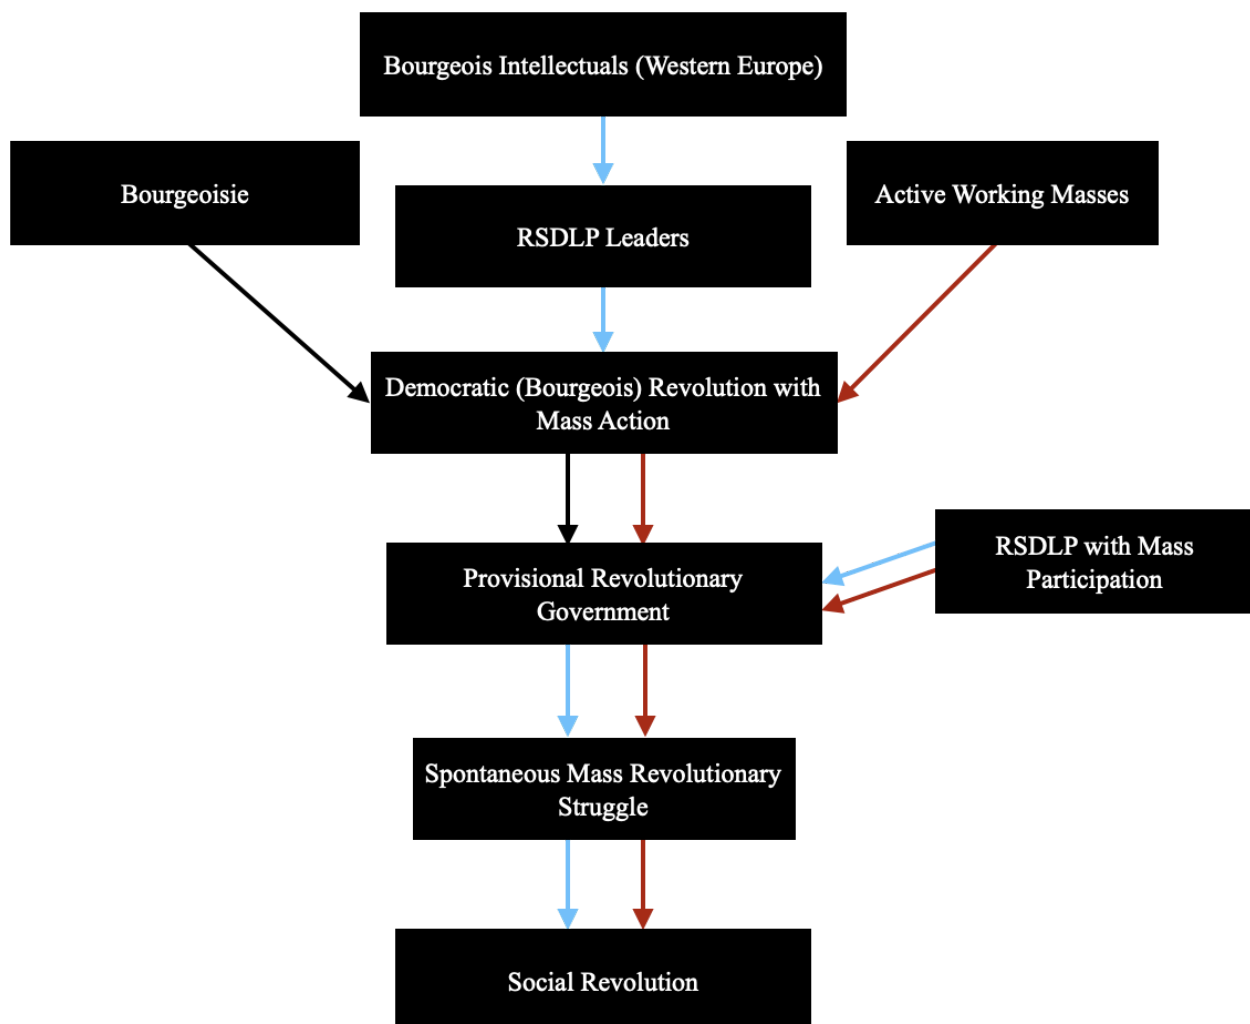 Bourgeois Intellectuals (Western Europe)
Bourgeoisie
Active Working Masses
RSDLP Leaders
Democratic (Bourgeois) Revolution with
Mass Action
RSDLP with Mass
Participation
Provisional Revolutionary
Government
Spontaneous Mass Revolutionary
Struggle
Social Revolution